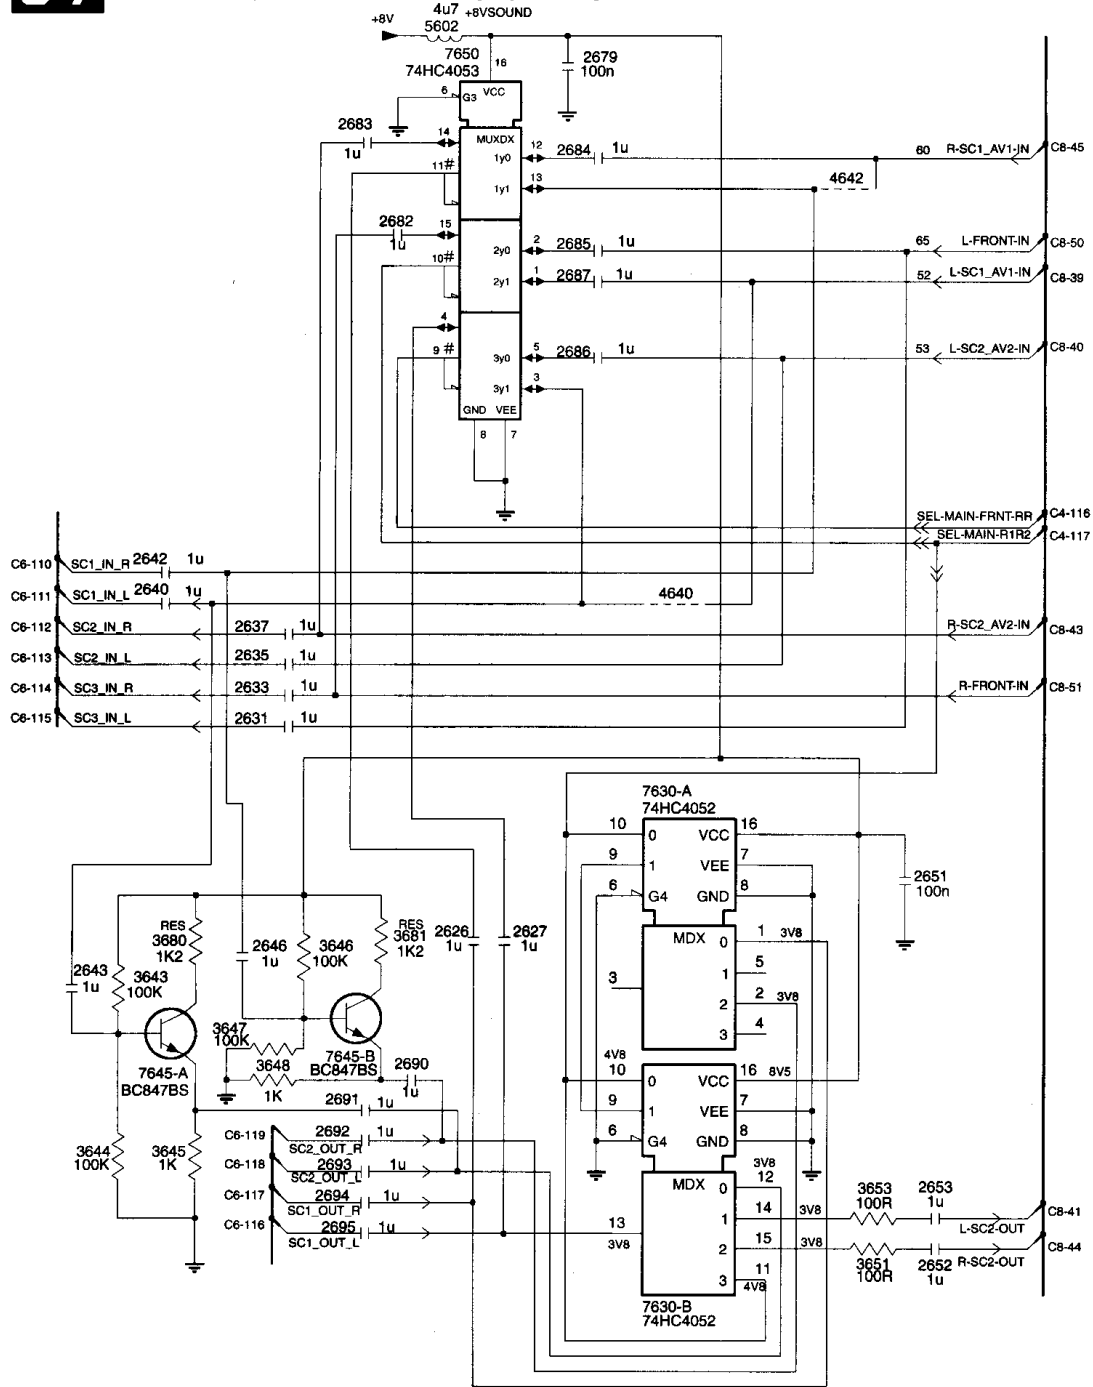 4u7 +8VSOUND
+8V 5602
7650
74HC4053
16
2679
100n
6 G3 VCC
2683
1u
14 MUXDX
12 2684 1u
1y0
60 R-SC1_AV1-IN C8-45
11#
1y1 13
4642
2682
1u
15
2y0 2 2685 1u
65 L-FRONT-IN C8-50
10#
2y1 1 2687 1u
52 L-SC1_AV1-IN C8-39
4
9 #
3y0 5 2686 1u
53 L-SC2_AV2-IN C8-40
3y1 3
GND VEE
8 7
SEL-MAIN-FRNT-RR C4-116
SEL-MAIN-R1R2 C4-117
C6-110 SC1_IN_R 2642 1u
C6-111 SC1_IN_L 2640 1u
4640
C6-112 SC2_IN_R 2637 1u
R-SC2_AV2-IN C8-43
C6-113 SC2_IN_L 2635 1u
C6-114 SC3_IN_R 2633 1u
R-FRONT-IN C8-51
C6-115 SC3_IN_L 2631 1u
7630-A
74HC4052
10 0 VCC 16
9 1 VEE 7
6 G4 GND 8
2651
100n
MDX 0 1 3V8
3 1 5
2 2 3V8
3 4
RES
3680
1K2
RES
3681
1K2
2626
1u
2627
1u
2643
1u
3643
100K
2646
1u
3646
100K
3647
100K
7645-A
BC847BS
7645-B
BC847BS
3648
1K
2690
1u
2691 1u
3644
100K
3645
1K
C6-119 2692 1u
SC2_OUT_R
C6-118 2693 1u
SC2_OUT_L
C6-117 2694 1u
SC1_OUT_R
C6-116 2695 1u
SC1_OUT_L
4V8
10 0 VCC 16 8V5
9 1 VEE 7
6 G4 GND 8
3V8
MDX 0 12
13 1 14 3V8
3V8
2 15 3V8
3 11
4V8
3653
100R
2653
1u
C8-41
L-SC2-OUT
3651
100R
2652
1u
R-SC2-OUT C8-44
7630-B
74HC4052